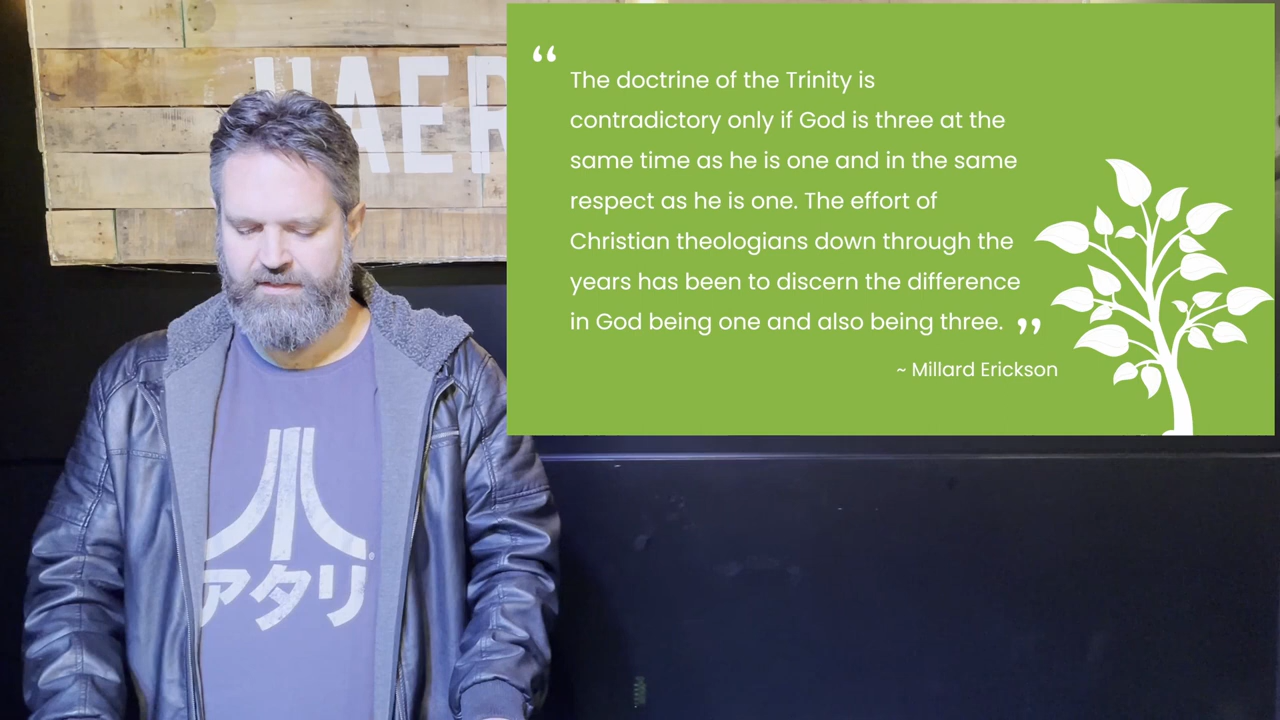 HAER
“
The doctrine of the Trinity is
contradictory only if God is three at the
same time as he is one and in the same
respect as he is one. The effort of
Christian theologians down through the
years has been to discern the difference
in God being one and also being three. ”
~ Millard Erickson
アタリ